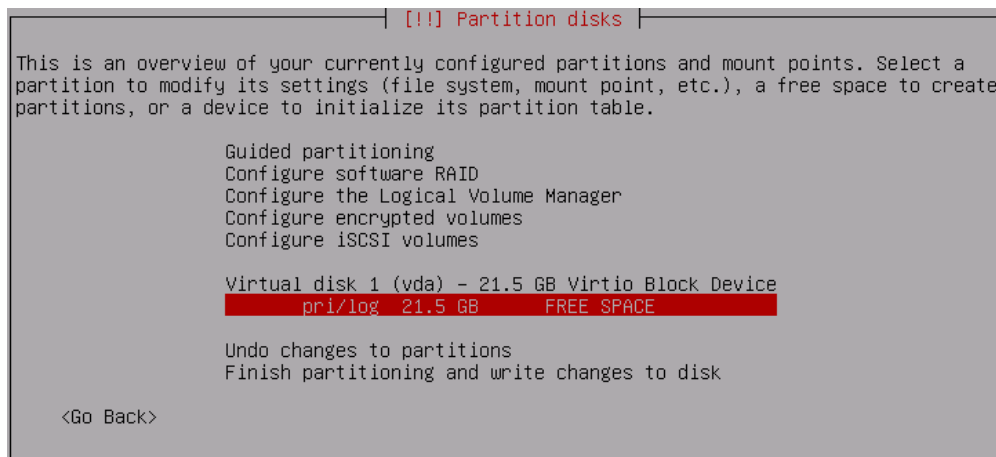 [!!] Partition disks
This is an overview of your currently configured partitions and mount points. Select a
partition to modify its settings (file system, mount point, etc.), a free space to create
partitions, or a device to initialize its partition table.
Guided partitioning
Configure software RAID
Configure the Logical Volume Manager
Configure encrypted volumes
Configure iSCSI volumes
Virtual disk 1 (vda) – 21.5 GB Virtio Block Device
pri/log 21.5 GB FREE SPACE
Undo changes to partitions
Finish partitioning and write changes to disk
<Go Back>